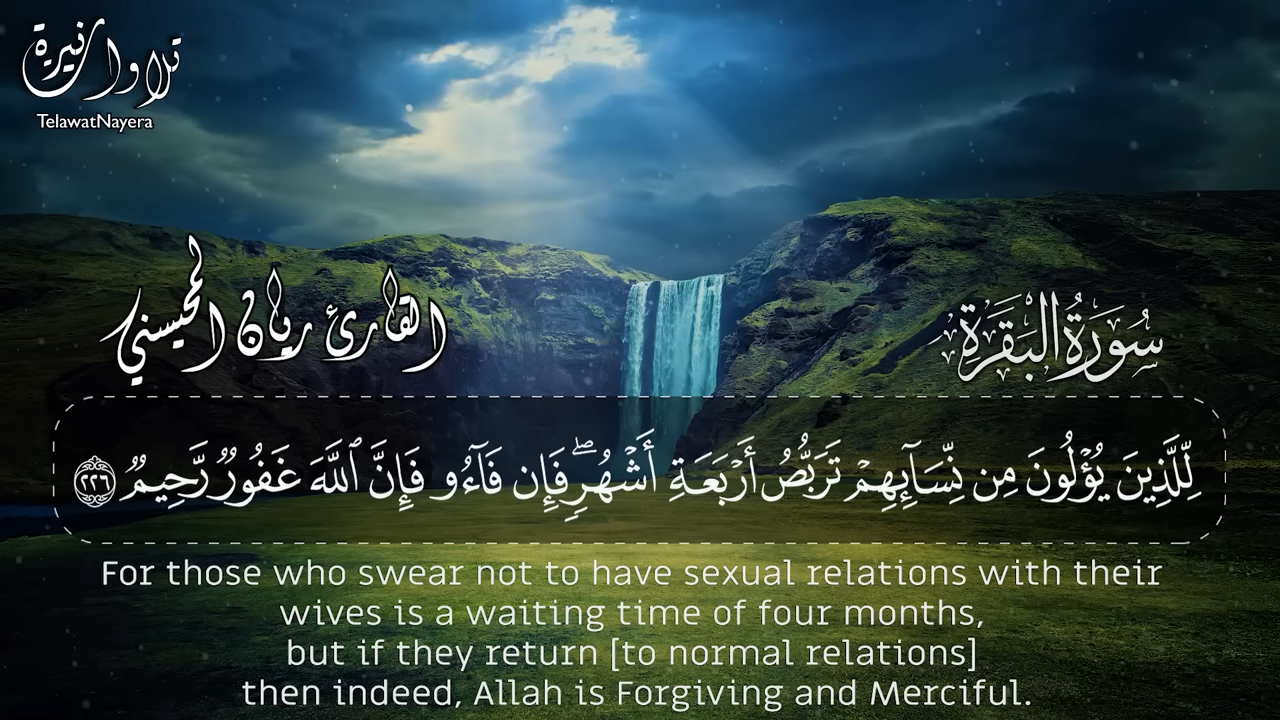 تلاوات نيرة
TelawatNayera
سُورَةُ البَقَرَة
القارئ ريان المحيسني
لِّلَّذِينَ يُؤۡلُونَ مِن نِّسَآئِهِمۡ تَرَبُّصُ أَرۡبَعَةِ أَشۡهُرٖۖ فَإِن فَآءُو فَإِنَّ ٱللَّهَ غَفُورٞ رَّحِيمٞ ٢٢٦
For those who swear not to have sexual relations with their
wives is a waiting time of four months,
but if they return [to normal relations]
then indeed, Allah is Forgiving and Merciful.